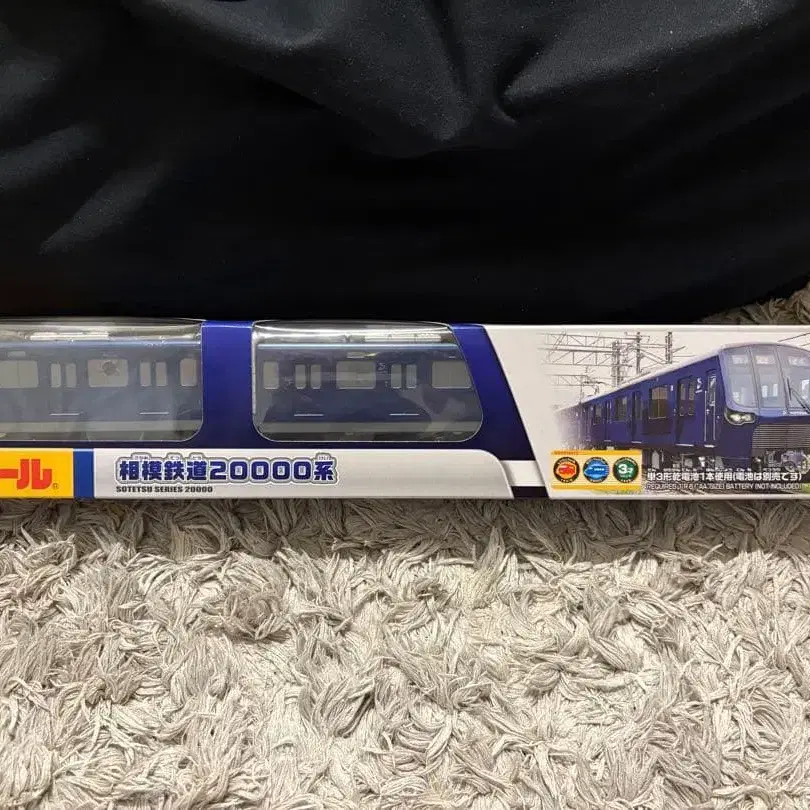 ール®
相模鉄道20000系
SOTETSU SERIES 20000
単3形乾電池1本使用(電池は別売です)
REQUIRES 1 R6 ("AA"SIZE) BATTERY (NOT INCLUDED)